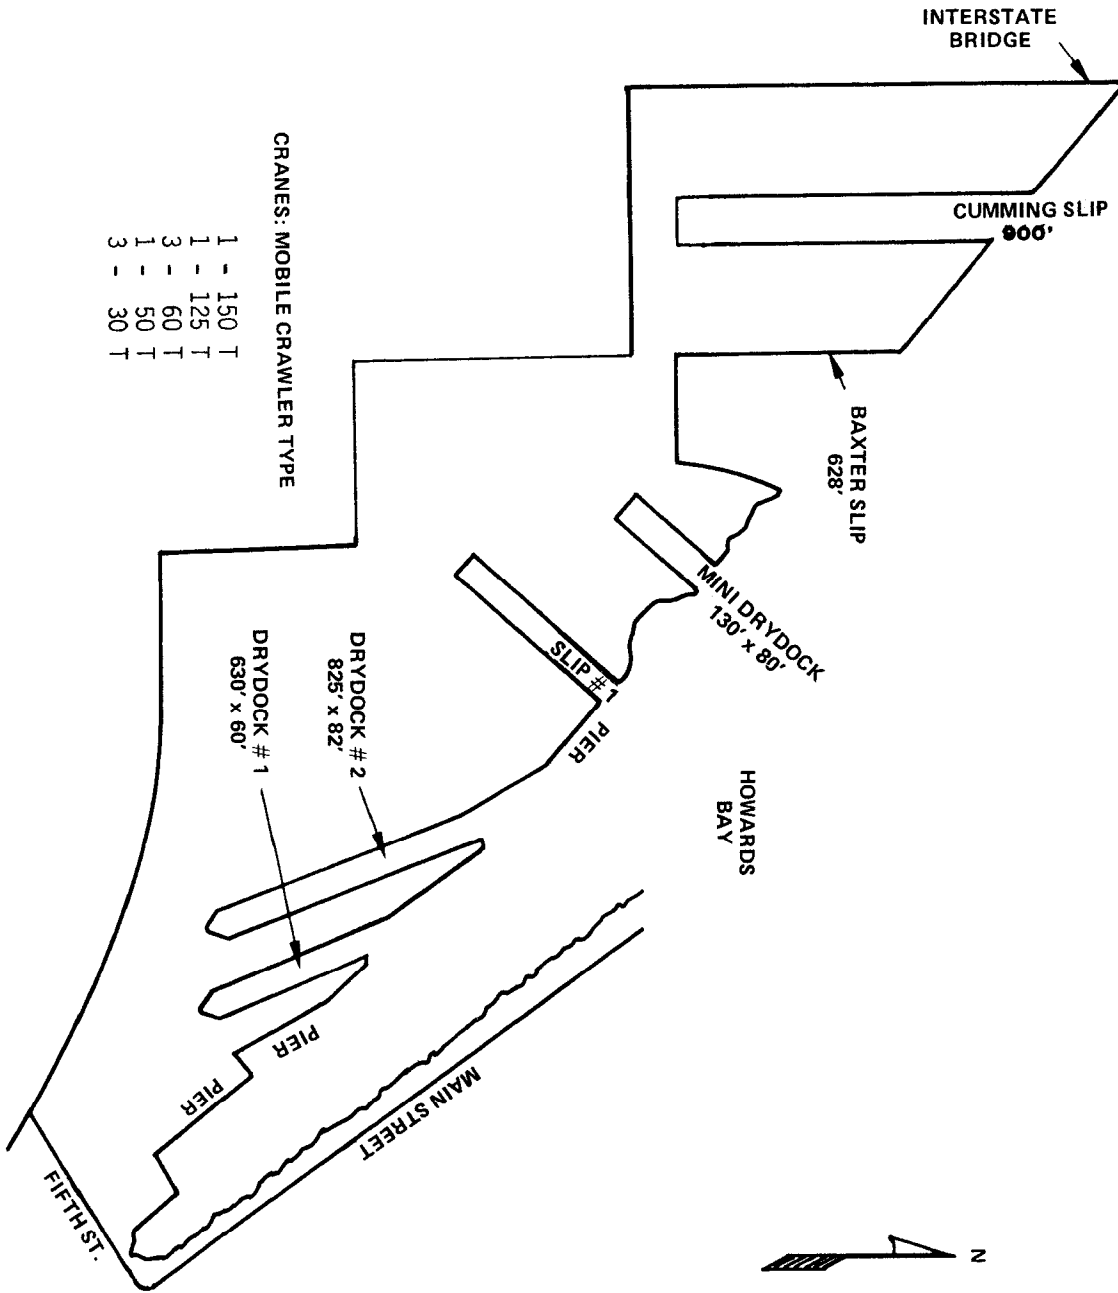 INTERSTATE
BRIDGE
CUMMING SLIP
900'
BAXTER SLIP
628'
CRANES: MOBILE CRAWLER TYPE
1 - 150 T
1 - 125 T
3 - 60 T
1 - 50 T
3 - 30 T
MINI DRYDOCK
130' x 80'
SLIP #1
PIER
HOWARDS
BAY
DRYDOCK # 2
825' x 82'
DRYDOCK # 1
630' x 60'
PIER
PIER
MAIN STREET
FIFTH ST.
N